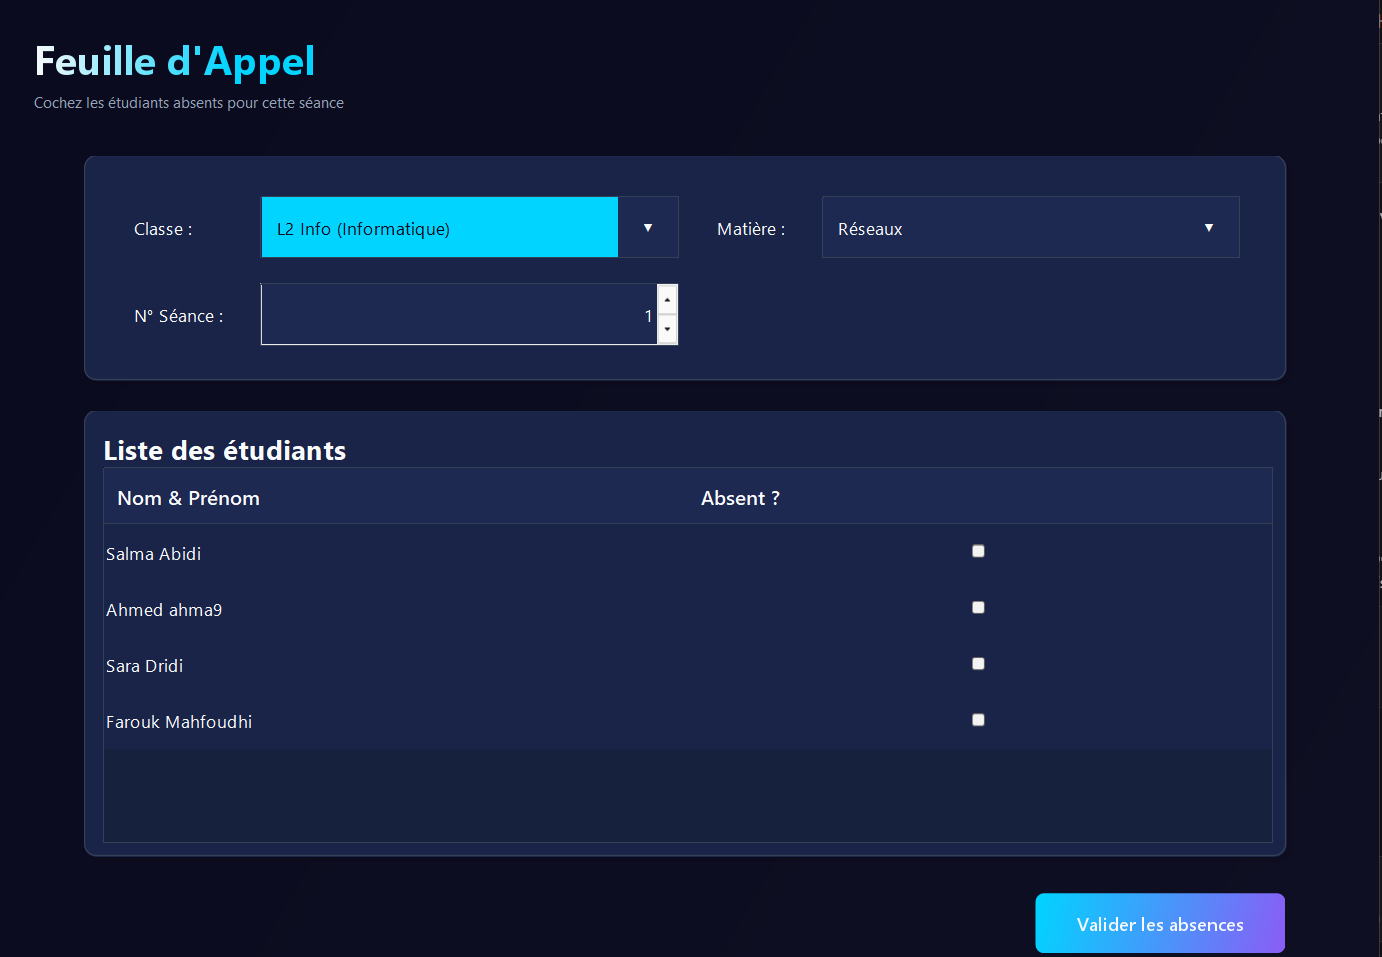 Feuille d'Appel
Cochez les étudiants absents pour cette séance
Classe :
L2 Info (Informatique)
Matière :
Réseaux
N° Séance :
1
Liste des étudiants
Nom & Prénom
Absent ?
Salma Abidi
Ahmed ahma9
Sara Dridi
Farouk Mahfoudhi
Valider les absences